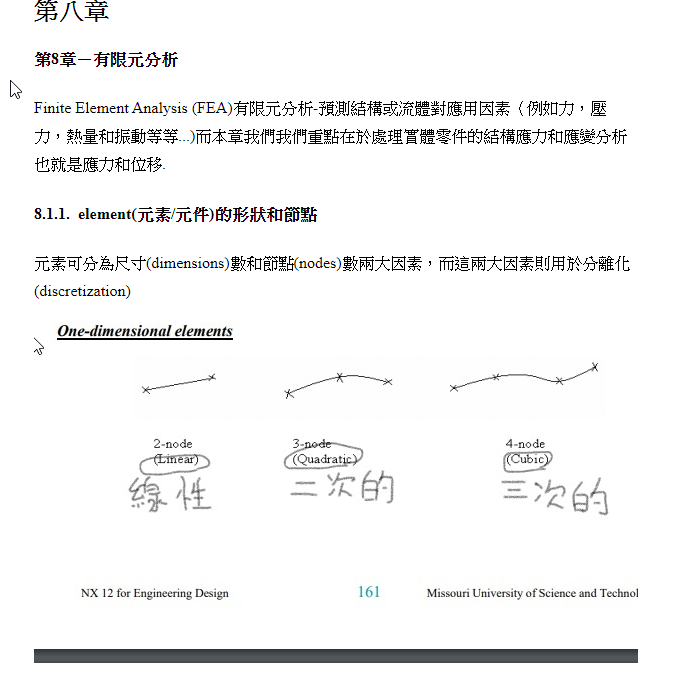 第八章
第8章－有限元分析
Finite Element Analysis (FEA)有限元分析-預測結構或流體對應用因素（例如力，壓
力，熱量和振動等等...)而本章我們我們重點在於處理實體零件的結構應力和應變分析
也就是應力和位移.
8.1.1. element(元素/元件)的形狀和節點
元素可分為尺寸(dimensions)數和節點(nodes)數兩大因素，而這兩大因素則用於分離化
(discretization)
One-dimensional elements
2-node 3-node 4-node
(Linear) (Quadratic) (Cubic)
線性 二次的 三次的
NX 12 for Engineering Design 161 Missouri University of Science and Technol